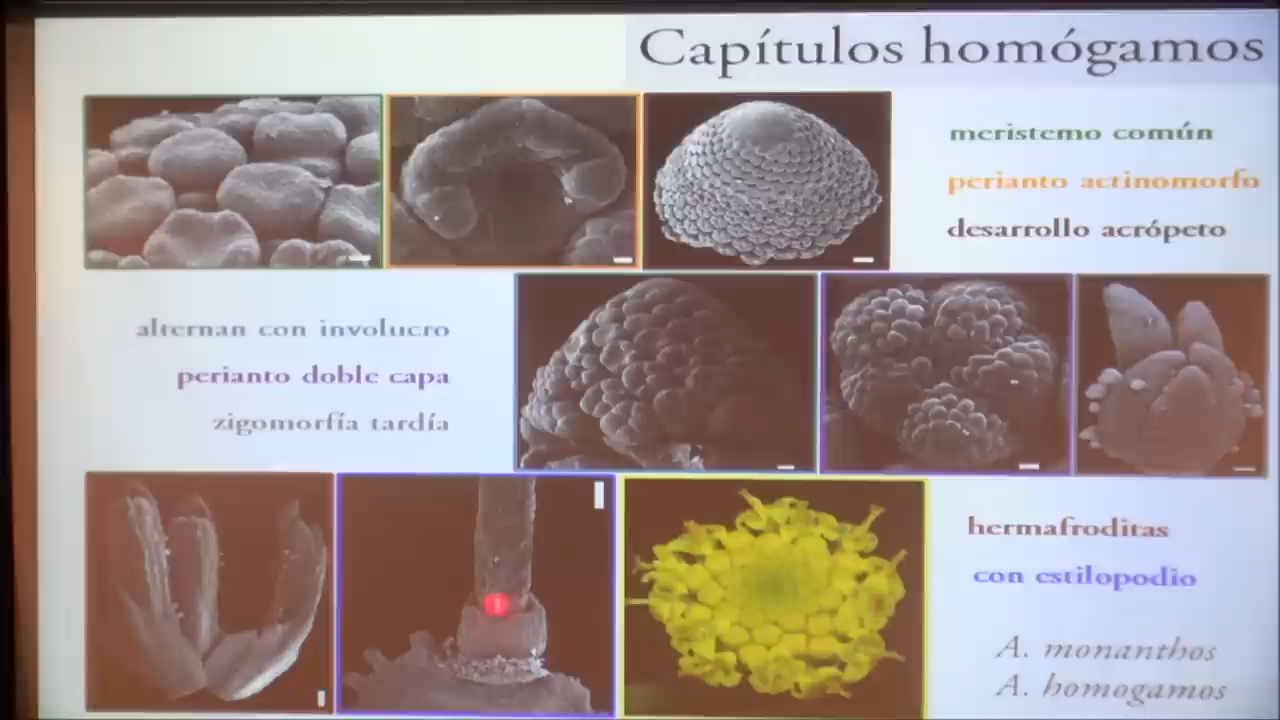 Capítulos homógamos
meristemo común
perianto actinomorfo
desarrollo acrópeto
alternan con involucro
perianto doble capa
zigomorfía tardía
hermafroditas
con estilopodio
A. monanthos
A. homogamos